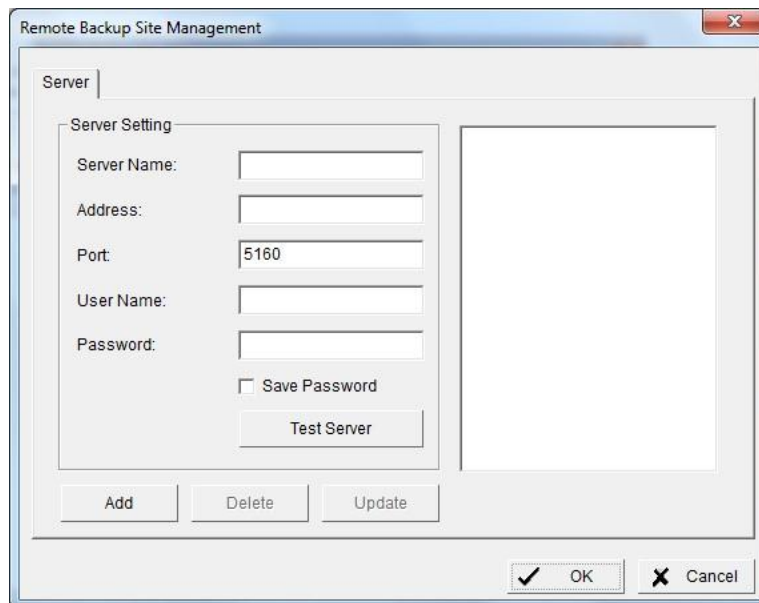 Remote Backup Site Management
Server
Server Setting
Server Name:
Address:
Port: 5160
User Name:
Password:
Save Password
Test Server
Add Delete Update
OK Cancel